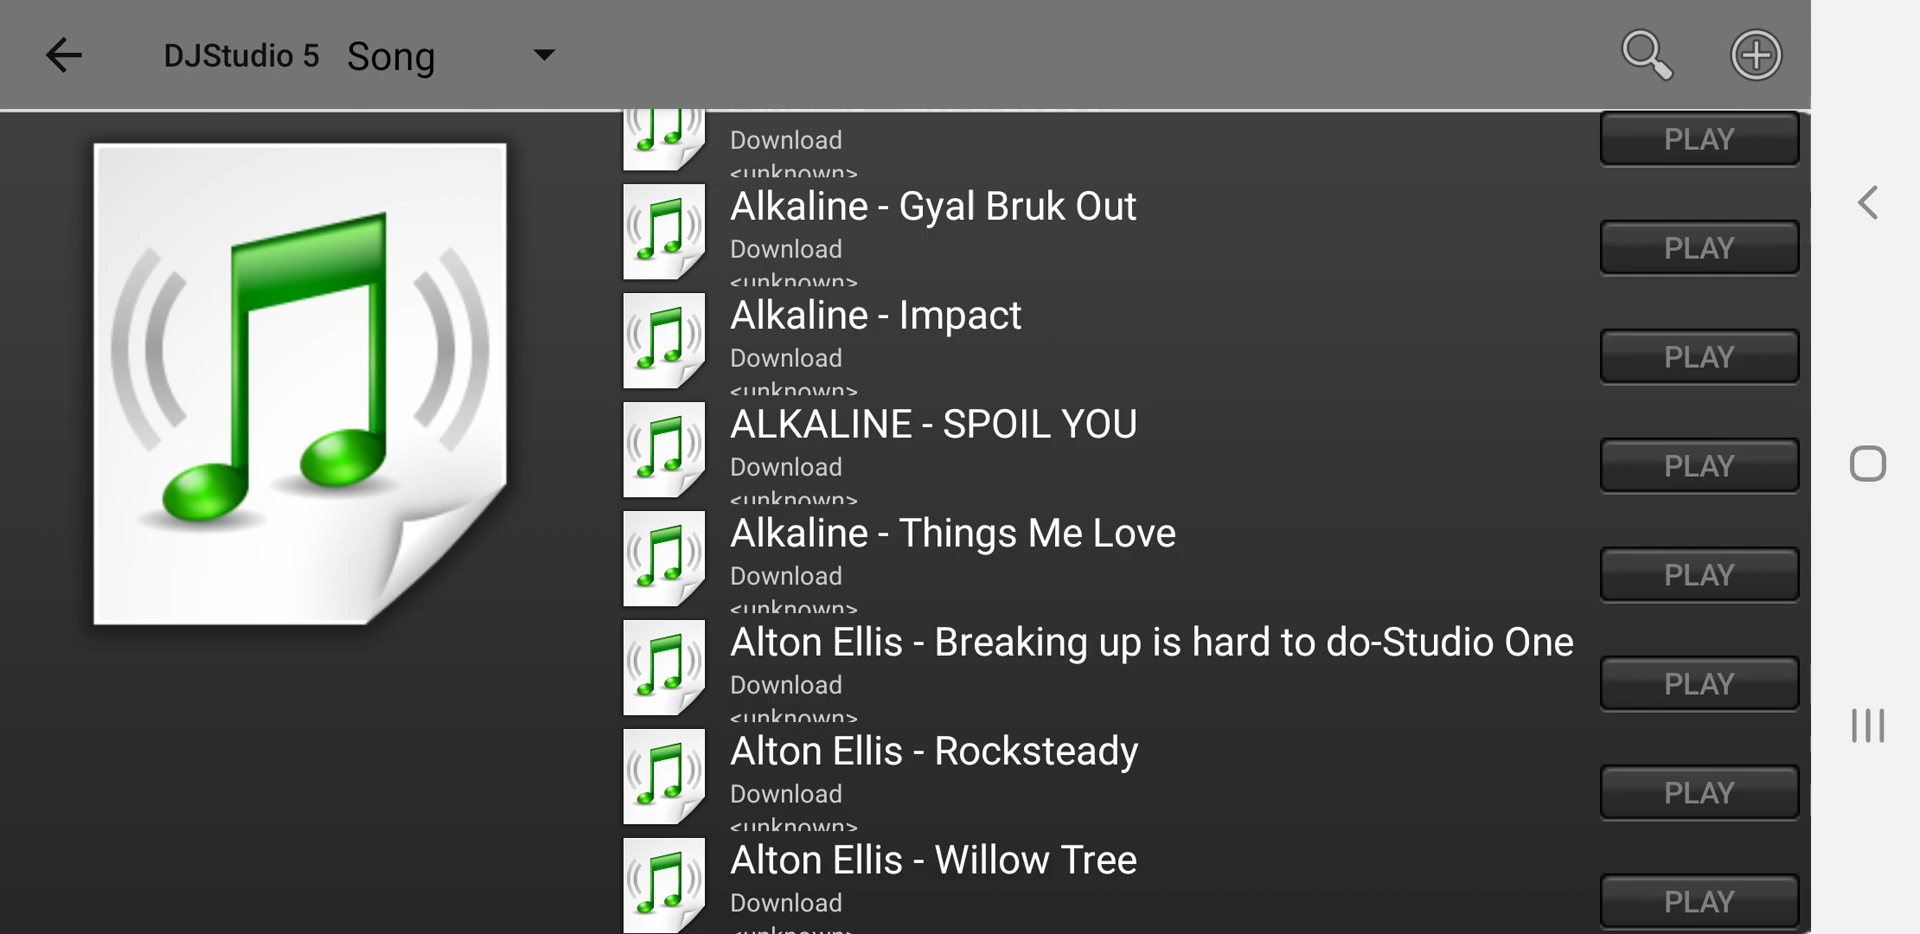 DJStudio 5 Song
Download PLAY
<unknown>
Alkaline - Gyal Bruk Out
Download PLAY
<unknown>
Alkaline - Impact
Download PLAY
<unknown>
ALKALINE - SPOIL YOU
Download PLAY
<unknown>
Alkaline - Things Me Love
Download PLAY
<unknown>
Alton Ellis - Breaking up is hard to do-Studio One
Download PLAY
<unknown>
Alton Ellis - Rocksteady
Download PLAY
<unknown>
Alton Ellis - Willow Tree
Download PLAY
<unknown>